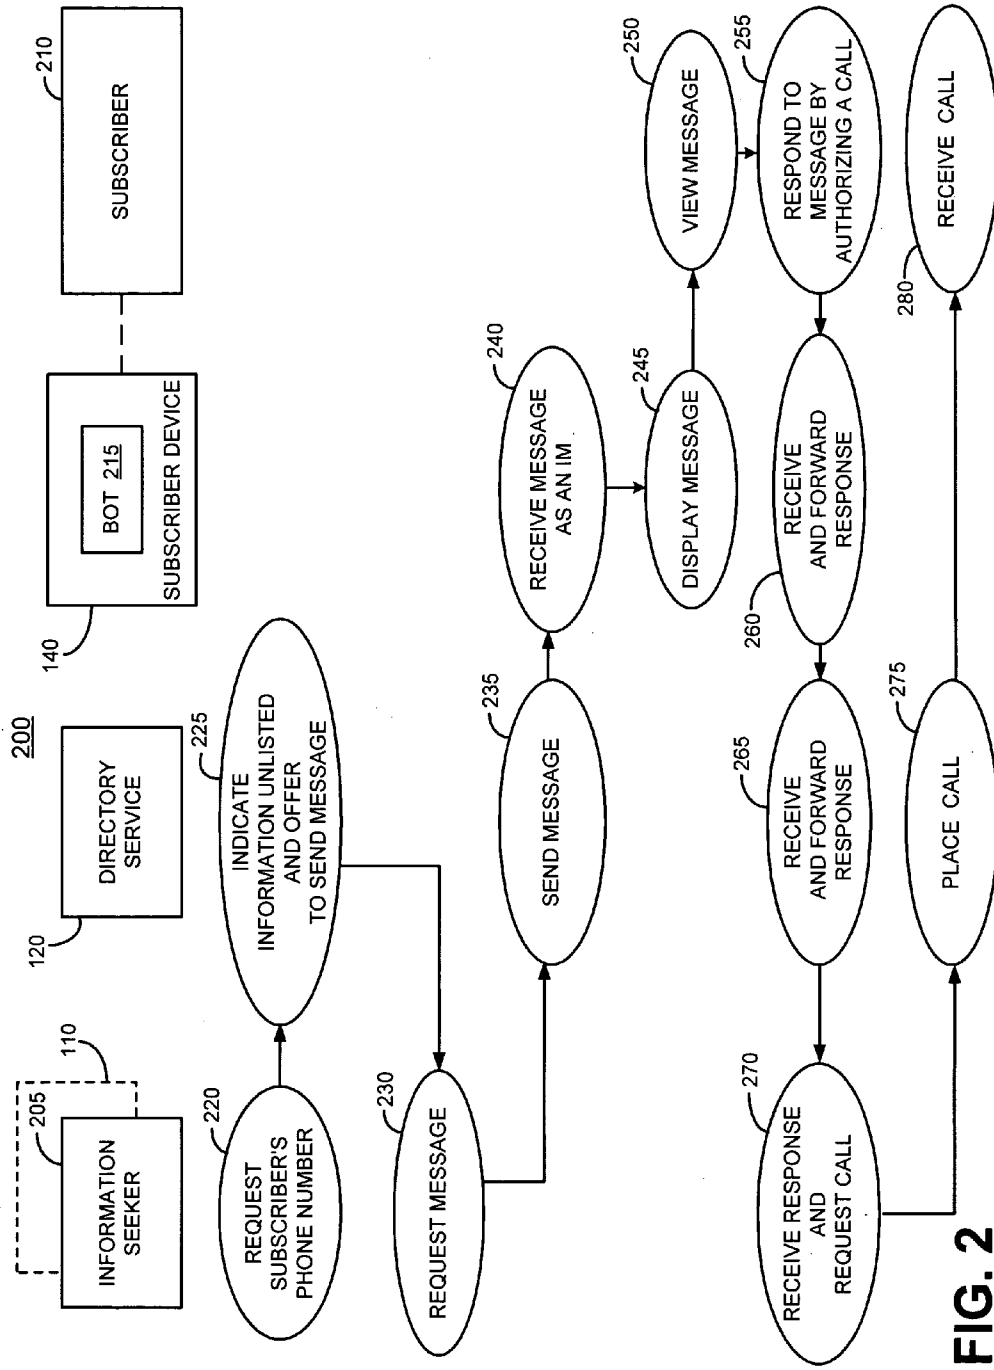 200
110
205
INFORMATION
SEEKER
120
DIRECTORY
SERVICE
140
BOT 215
SUBSCRIBER DEVICE
210
SUBSCRIBER
220
REQUEST
SUBSCRIBER'S
PHONE NUMBER
225
INDICATE
INFORMATION UNLISTED
AND OFFER
TO SEND MESSAGE
230
REQUEST MESSAGE
235
SEND MESSAGE
240
RECEIVE MESSAGE
AS AN IM
245
DISPLAY MESSAGE
250
VIEW MESSAGE
255
RESPOND TO
MESSAGE BY
AUTHORIZING A CALL
260
RECEIVE
AND FORWARD
RESPONSE
265
RECEIVE
AND FORWARD
RESPONSE
270
RECEIVE RESPONSE
AND
REQUEST CALL
275
PLACE CALL
280
RECEIVE CALL
FIG. 2